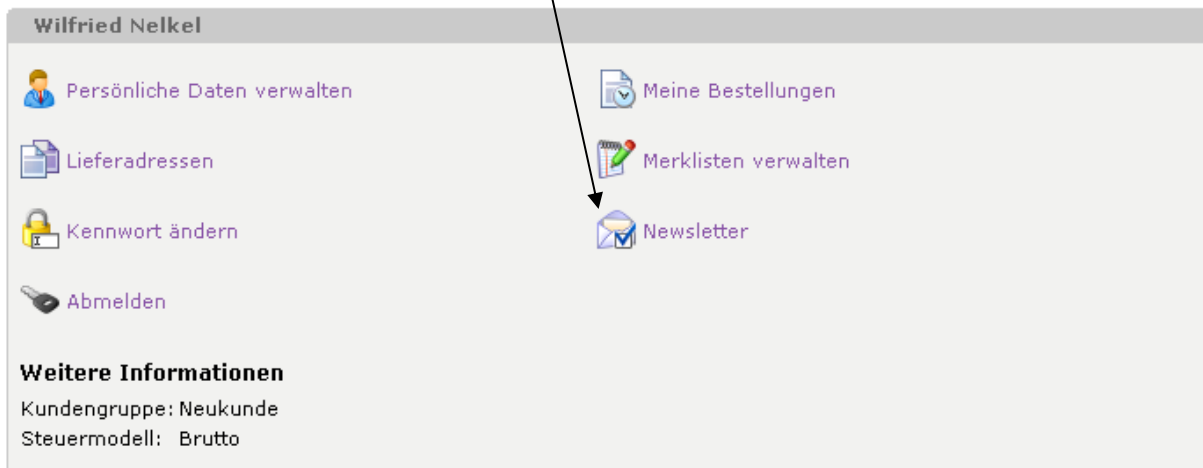 Wilfried Nelkel
Persönliche Daten verwalten
Meine Bestellungen
Lieferadressen
Merklisten verwalten
Kennwort ändern
Newsletter
Abmelden
Weitere Informationen
Kundengruppe: Neukunde
Steuermodell: Brutto